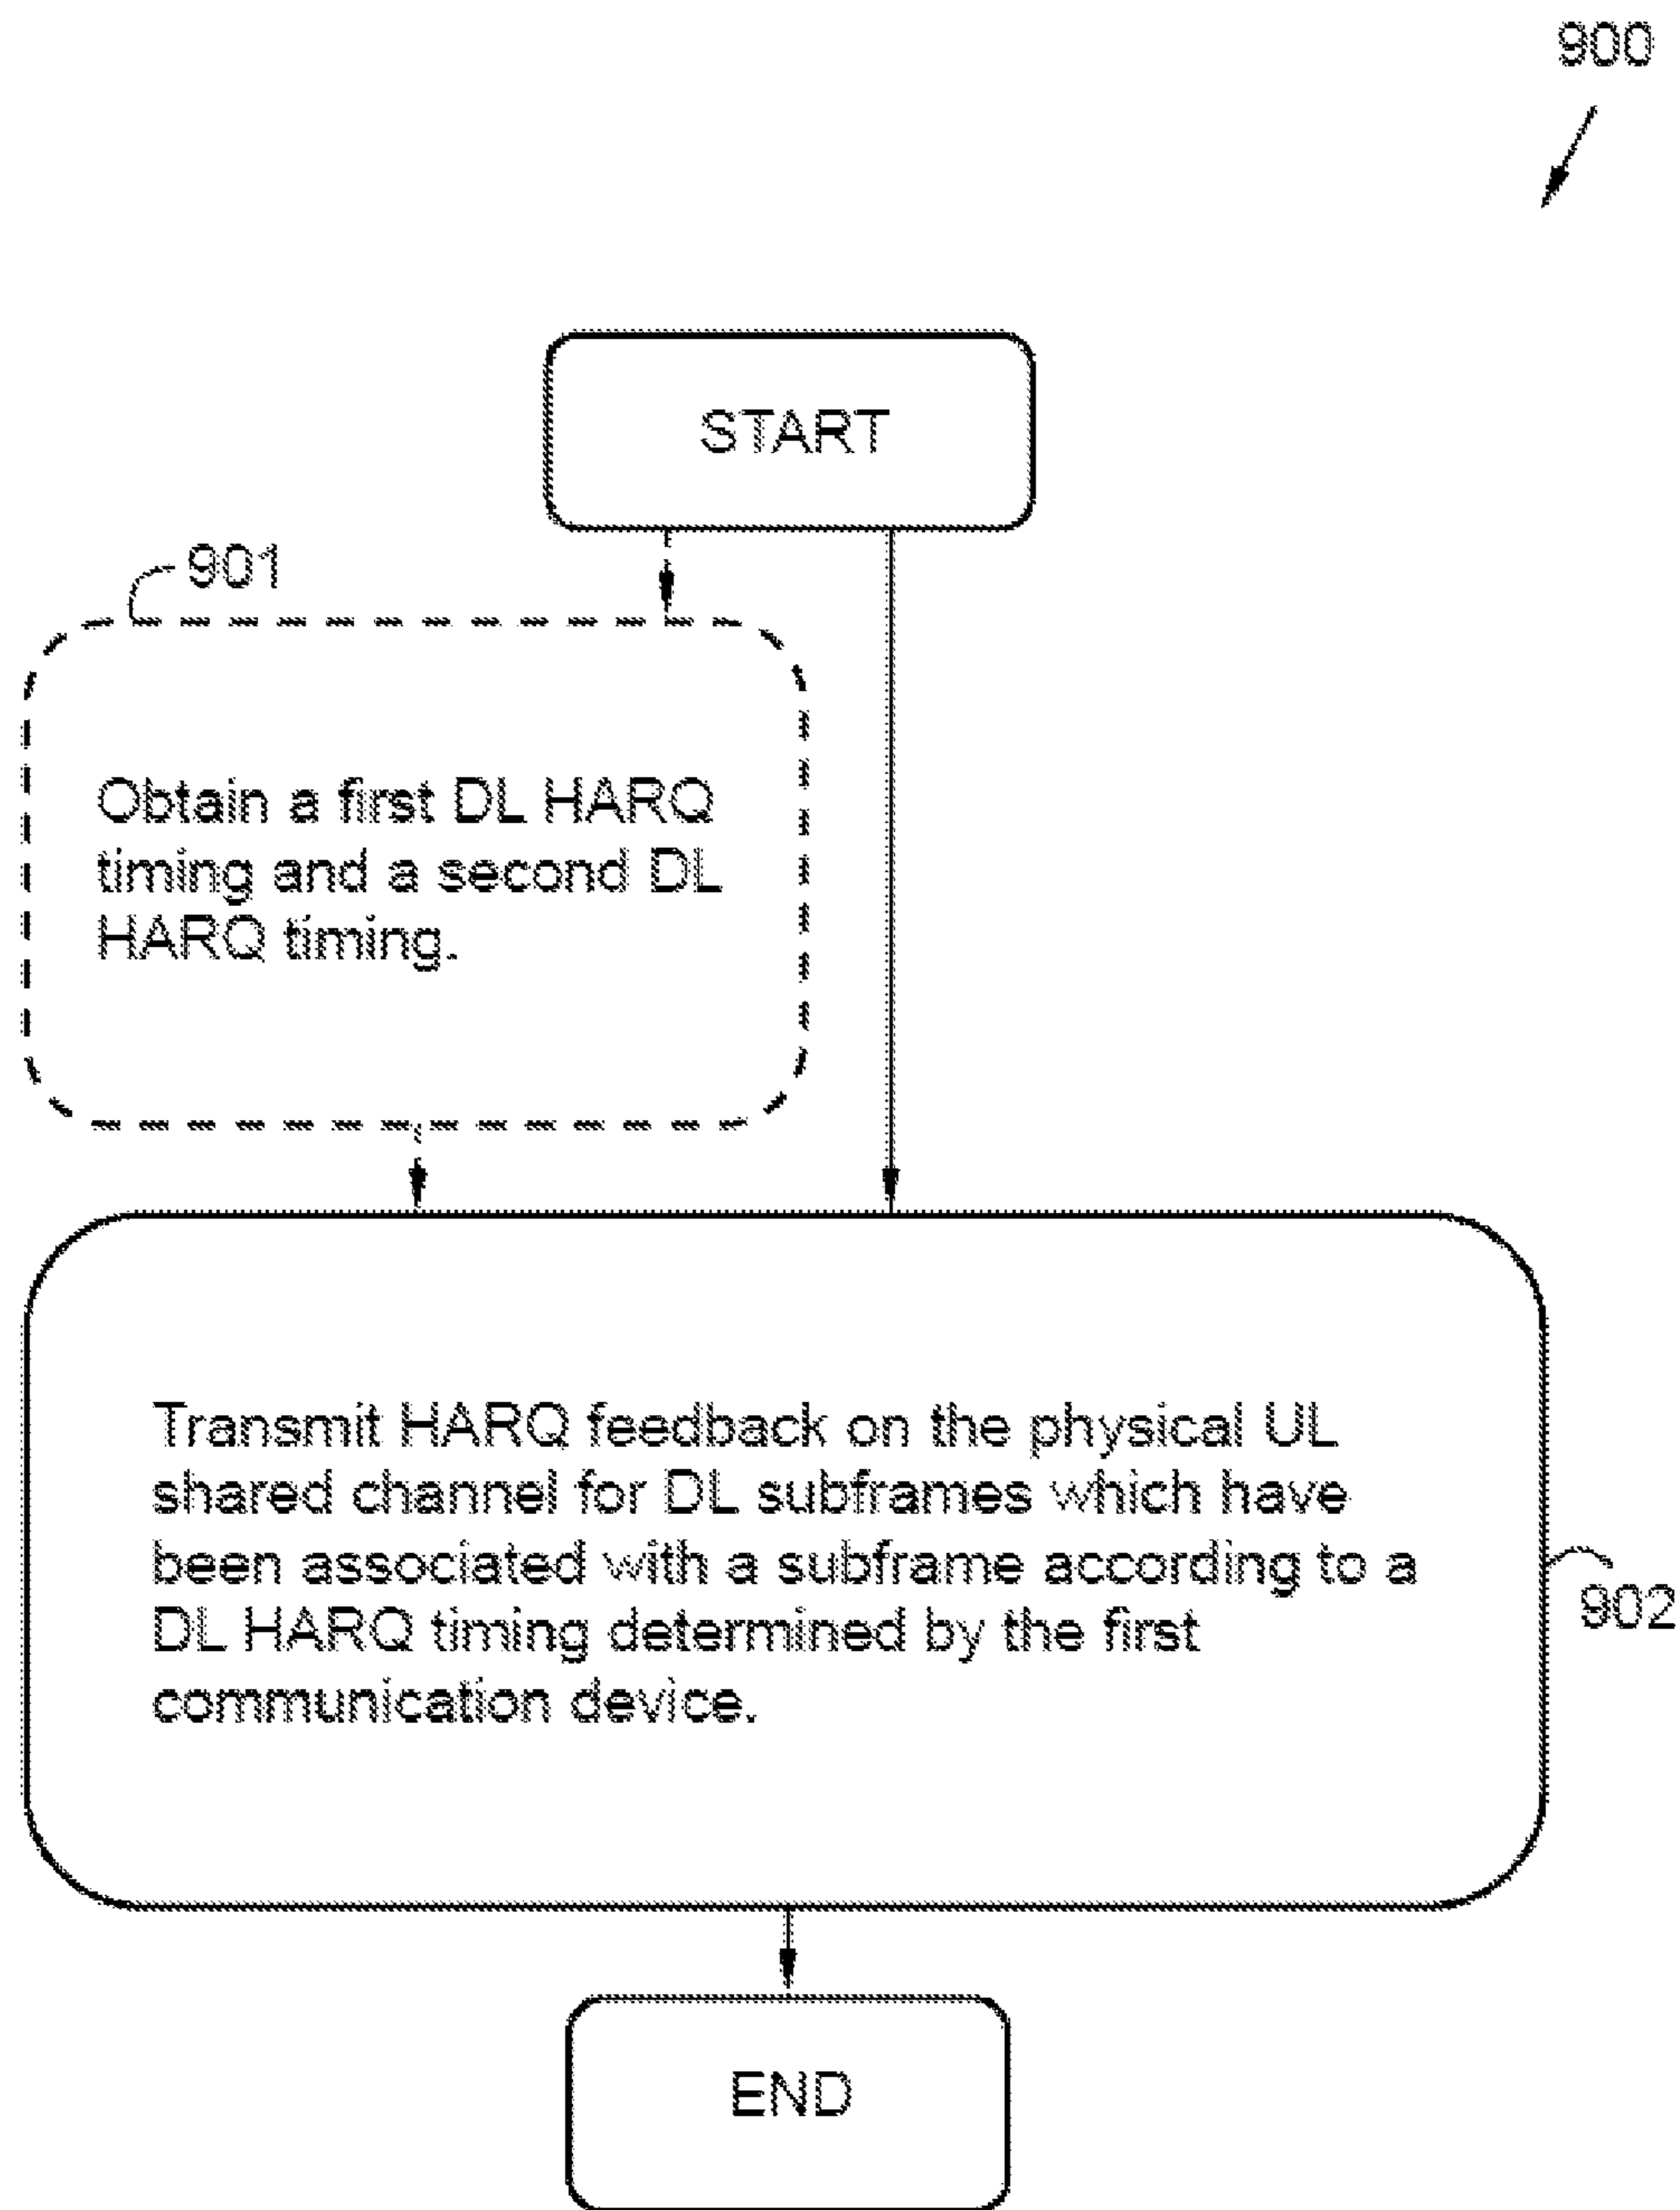 900
START
901
Obtain a first DL HARQ
timing and a second DL
HARQ timing.
Transmit HARQ feedback on the physical UL
shared channel for DL subframes which have
been associated with a subframe according to a
DL HARQ timing determined by the first
communication device.
902
END